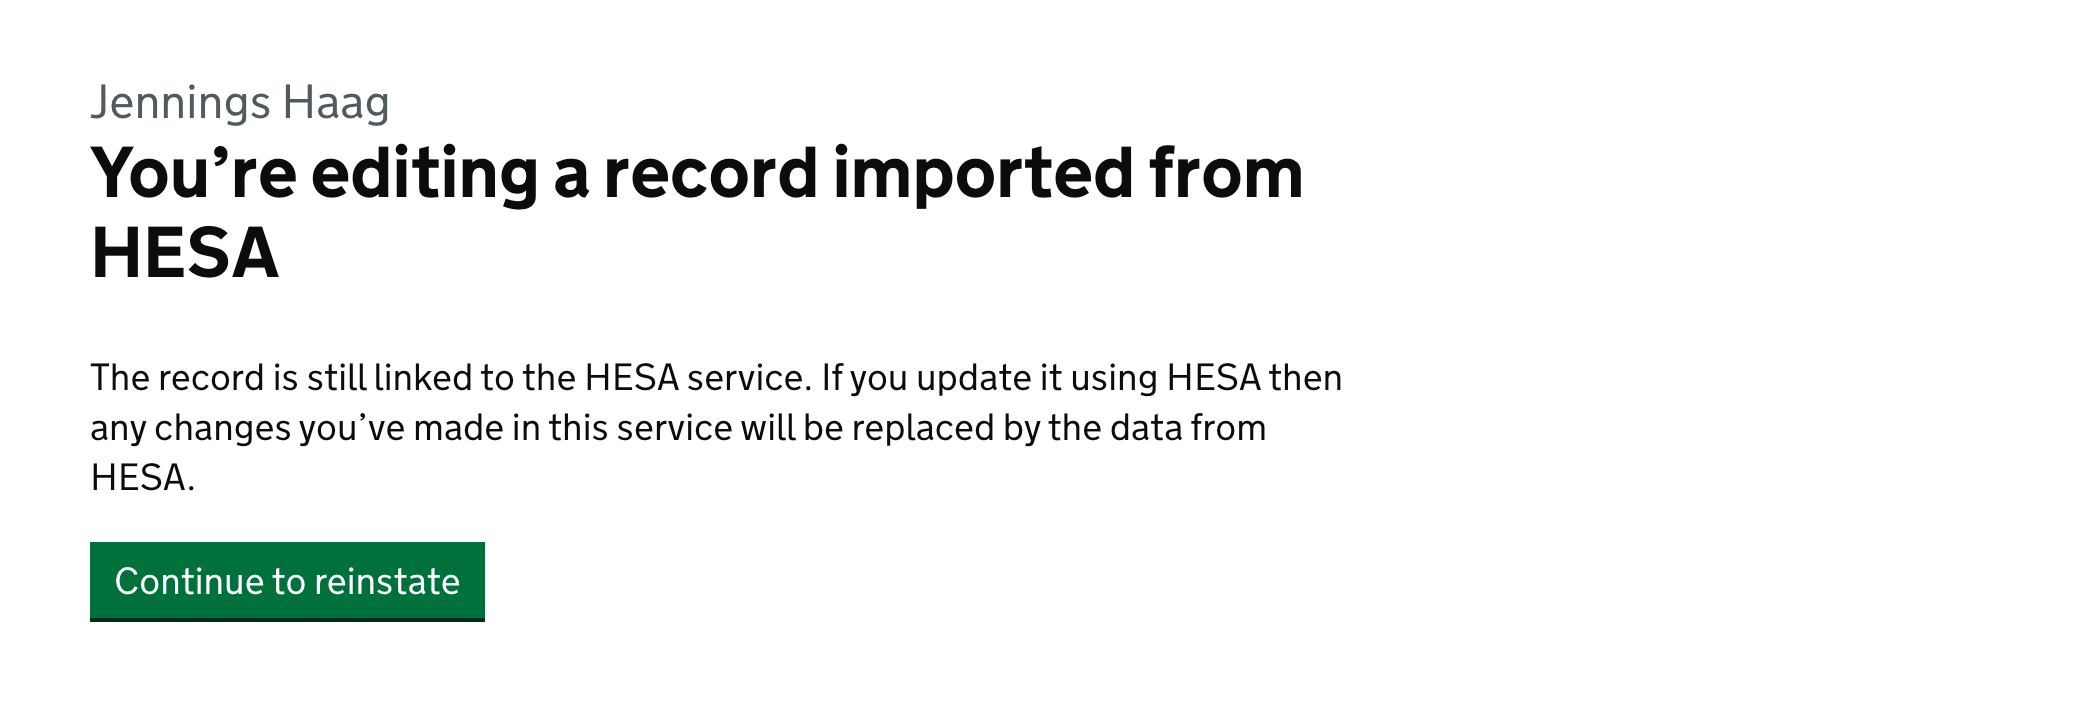 Jennings Haag
You’re editing a record imported from
HESA
The record is still linked to the HESA service. If you update it using HESA then
any changes you’ve made in this service will be replaced by the data from
HESA.
Continue to reinstate